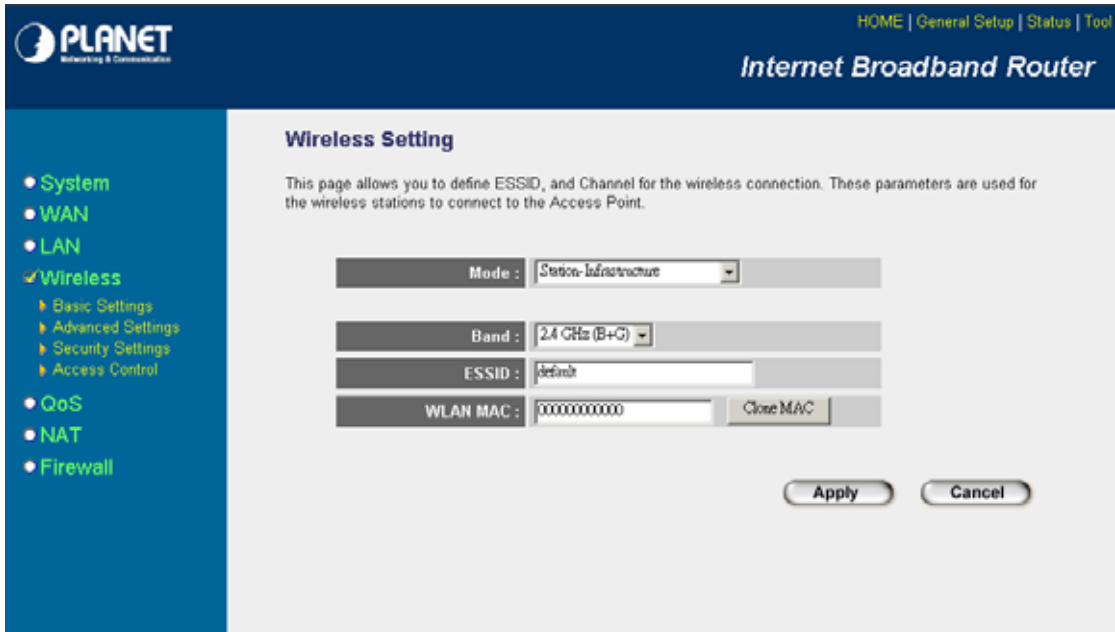 PLANET
Networking & Communication
HOME | General Setup | Status | Tool
Internet Broadband Router
System
WAN
LAN
Wireless
Basic Settings
Advanced Settings
Security Settings
Access Control
QoS
NAT
Firewall
Wireless Setting
This page allows you to define ESSID, and Channel for the wireless connection. These parameters are used for
the wireless stations to connect to the Access Point.
Mode : Station-Infrastructure
Band : 2.4 GHz (B+G)
ESSID : default
WLAN MAC : 000000000000 Clone MAC
Apply Cancel